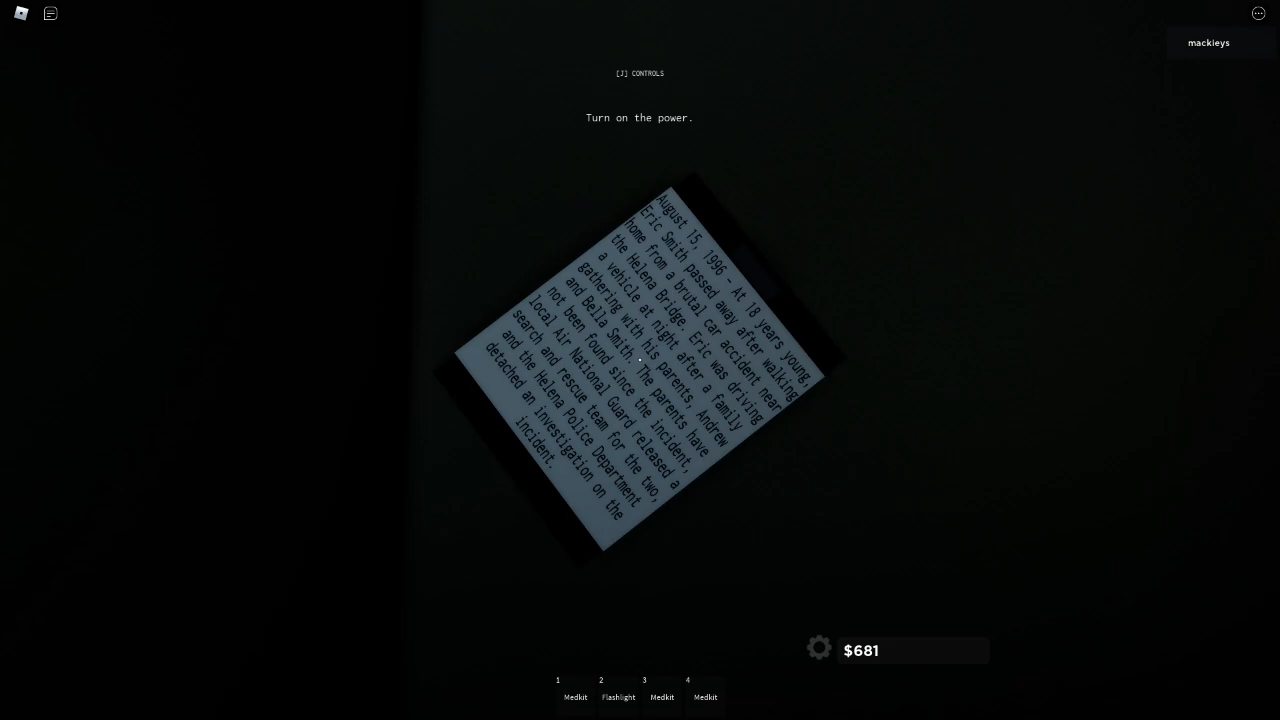 mackeys
[J] CONTROLS
Turn on the power.
August 15, 1996 - At 18 years young,
Eric Smith passed away after walking
home from a brutal car accident near
the Helena Bridge. Eric was driving
a vehicle at night after a family
gathering with his parents, Andrew
and Bella Smith. The parents have
not been found since the incident,
local Air National Guard released a
search and rescue team for the two,
and the Helena Police Department
detached an investigation on the
incident.
$681
1 2 3 4
Medkit Flashlight Medkit Medkit